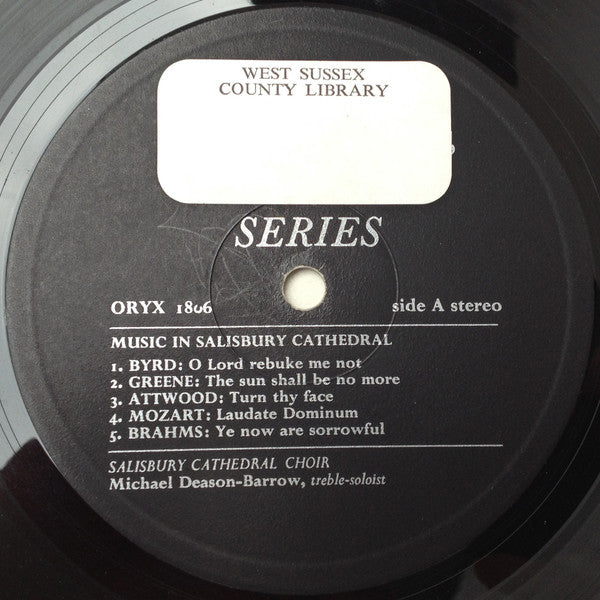 WEST SUSSEX
COUNTY LIBRARY
SERIES
ORYX 1806 side A stereo
MUSIC IN SALISBURY CATHEDRAL
1. BYRD: O Lord rebuke me not
2. GREENE: The sun shall be no more
3. ATTWOOD: Turn thy face
4. MOZART: Laudate Dominum
5. BRAHMS: Ye now are sorrowful
SALISBURY CATHEDRAL CHOIR
Michael Deason-Barrow, treble-soloist